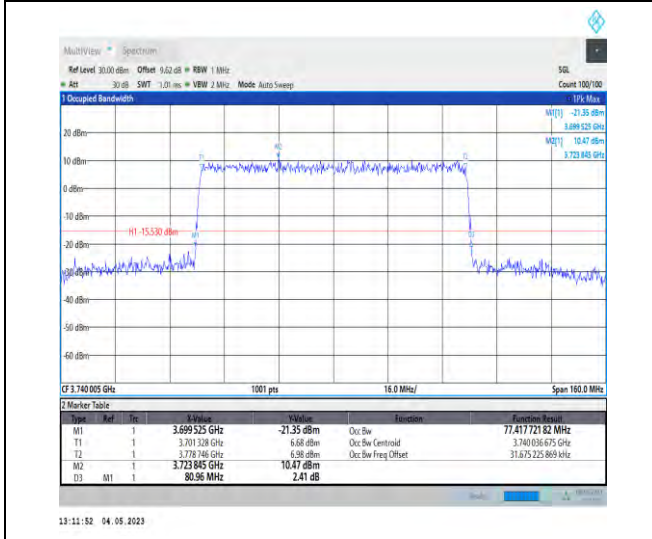 MultiView Spectrum
Ref Level 30.00 dBm Offset 9.62 dB RBW 1 MHz SGL
Att 30 dB SWT 1.01 ms VBW 2 MHz Mode Auto Sweep Count 100/100
1 Occupied Bandwidth 1Pk Max
M1[1] -21.35 dBm
3.699 525 GHz
M2[1] 10.47 dBm
3.723 845 GHz
20 dBm
M2
10 dBm
T1
T2
0 dBm
-10 dBm
H1 -15.530 dBm
M1
D3
-20 dBm
-30 dBm
-40 dBm
-50 dBm
-60 dBm
CF 3.740 005 GHz 1001 pts 16.0 MHz/ Span 160.0 MHz
2 Marker Table
Type Ref Trc X-Value Y-Value Function Function Result
M1 1 3.699 525 GHz -21.35 dBm Occ Bw 77.417 721 82 MHz
T1 1 3.701 328 GHz 6.68 dBm Occ Bw Centroid 3.740 036 675 GHz
T2 1 3.778 746 GHz 6.98 dBm Occ Bw Freq Offset 31.675 225 869 kHz
M2 1 3.723 845 GHz 10.47 dBm
D3 M1 1 80.96 MHz 2.41 dB
13:11:52 04.05.2023